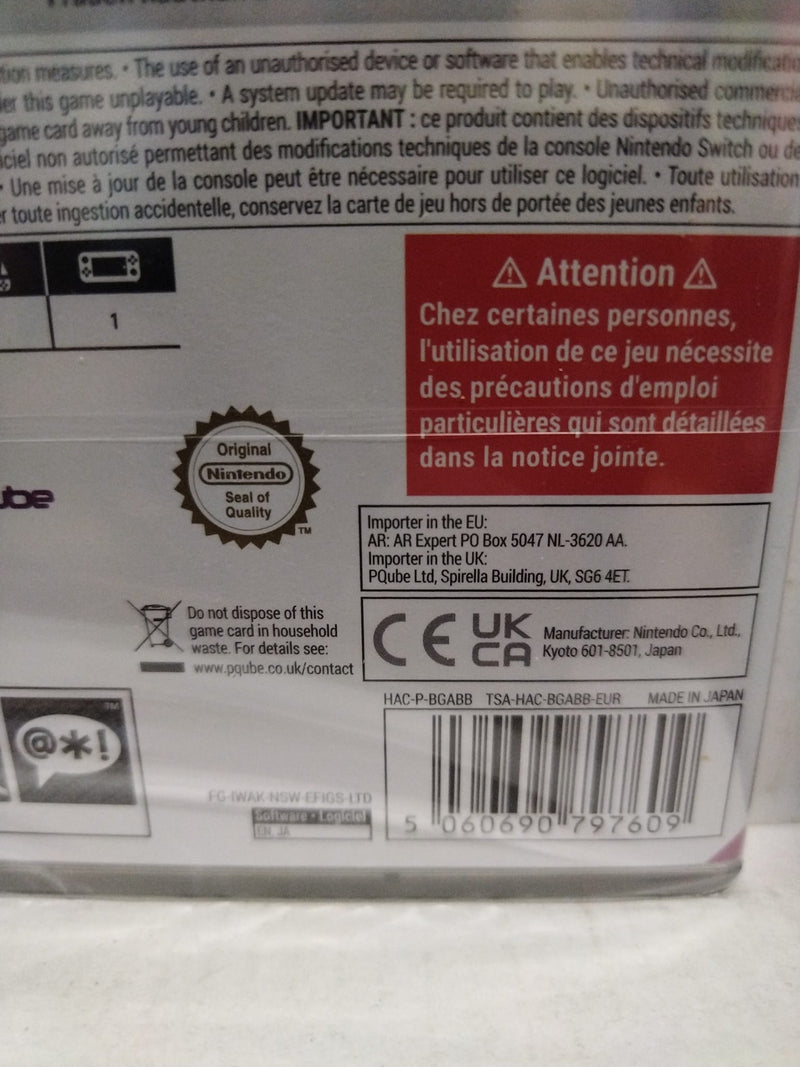 tion measures. • The use of an unauthorised device or software that enables technical modificatio
er this game unplayable. • A system update may be required to play. • Unauthorised commercia
game card away from young children. IMPORTANT : ce produit contient des dispositifs techniques
iciel non autorisé permettant des modifications techniques de la console Nintendo Switch ou de
• Une mise à jour de la console peut être nécessaire pour utiliser ce logiciel. • Toute utilisation
r toute ingestion accidentelle, conservez la carte de jeu hors de portée des jeunes enfants.
1
⚠ Attention ⚠
Chez certaines personnes,
l'utilisation de ce jeu nécessite
des précautions d'emploi
particulières qui sont détaillées
dans la notice jointe.
Original
Nintendo
Seal of
Quality
TM
ube
Importer in the EU:
AR: AR Expert PO Box 5047 NL-3620 AA.
Importer in the UK:
PQube Ltd, Spirella Building, UK, SG6 4ET.
Do not dispose of this
game card in household
waste. For details see:
www.pqube.co.uk/contact
CE UK
CA
Manufacturer: Nintendo Co., Ltd.,
Kyoto 601-8501, Japan
HAC-P-BGABB TSA-HAC-BGABB-EUR MADE IN JAPAN
TM
@*!
FG-IWAK-NSW-EFIGS-LTD
Software • Logiciel
EN, JA
5 060690 797609